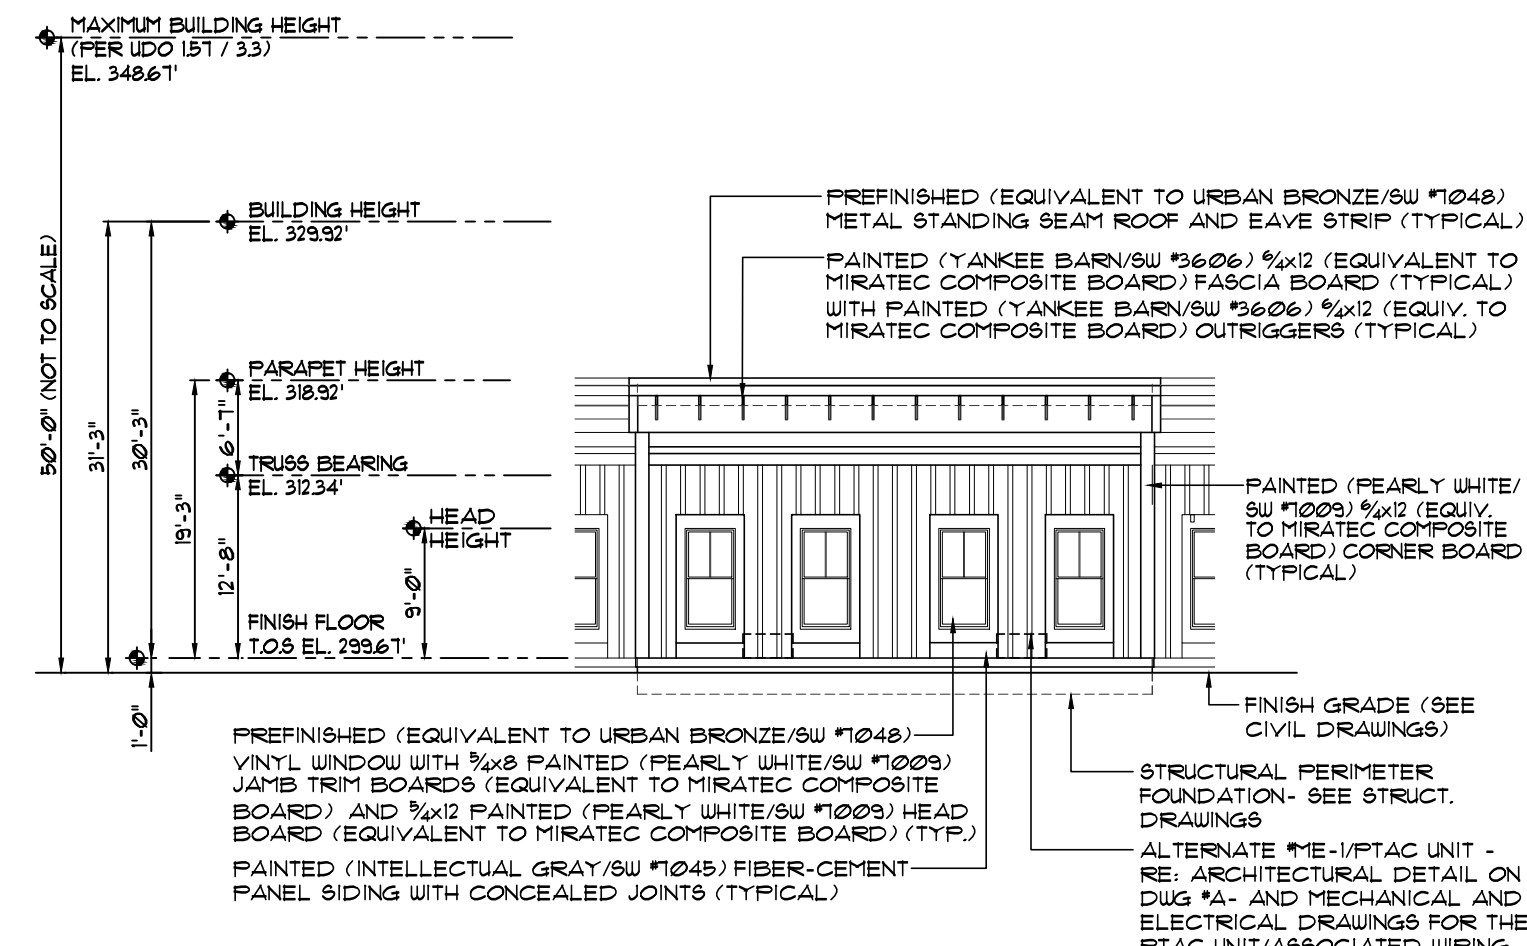 MAXIMUM BUILDING HEIGHT
(PER UDO 1.57 / 3.3)
EL. 348.67'
BUILDING HEIGHT
EL. 329.92'
PARAPET HEIGHT
EL. 318.92'
TRUSS BEARING
EL. 312.34'
HEAD
HEIGHT
FINISH FLOOR
T.O.S EL. 299.67'
50'-0" (NOT TO SCALE)
31'-3"
30'-3"
19'-3"
6'-7"
12'-8"
9'-0"
1'-0"
PREFINISHED (EQUIVALENT TO URBAN BRONZE/SW #7048)
METAL STANDING SEAM ROOF AND EAVE STRIP (TYPICAL)
PAINTED (YANKEE BARN/SW #3606) 5/4x12 (EQUIVALENT TO
MIRATEC COMPOSITE BOARD) FASCIA BOARD (TYPICAL)
WITH PAINTED (YANKEE BARN/SW #3606) 5/4x12 (EQUIV. TO
MIRATEC COMPOSITE BOARD) OUTRIGGERS (TYPICAL)
PAINTED (PEARLY WHITE/
SW #7009) 5/4x12 (EQUIV.
TO MIRATEC COMPOSITE
BOARD) CORNER BOARD
(TYPICAL)
FINISH GRADE (SEE
CIVIL DRAWINGS)
STRUCTURAL PERIMETER
FOUNDATION- SEE STRUCT.
DRAWINGS
ALTERNATE #ME-1/PTAC UNIT -
RE: ARCHITECTURAL DETAIL ON
DWG #A- AND MECHANICAL AND
ELECTRICAL DRAWINGS FOR THE
PTAC UNIT/ASSOCIATED WIRING
PREFINISHED (EQUIVALENT TO URBAN BRONZE/SW #7048)
VINYL WINDOW WITH 5/4x8 PAINTED (PEARLY WHITE/SW #7009)
JAMB TRIM BOARDS (EQUIVALENT TO MIRATEC COMPOSITE
BOARD) AND 5/4x12 PAINTED (PEARLY WHITE/SW #7009) HEAD
BOARD (EQUIVALENT TO MIRATEC COMPOSITE BOARD) (TYP.)
PAINTED (INTELLECTUAL GRAY/SW #7045) FIBER-CEMENT
PANEL SIDING WITH CONCEALED JOINTS (TYPICAL)